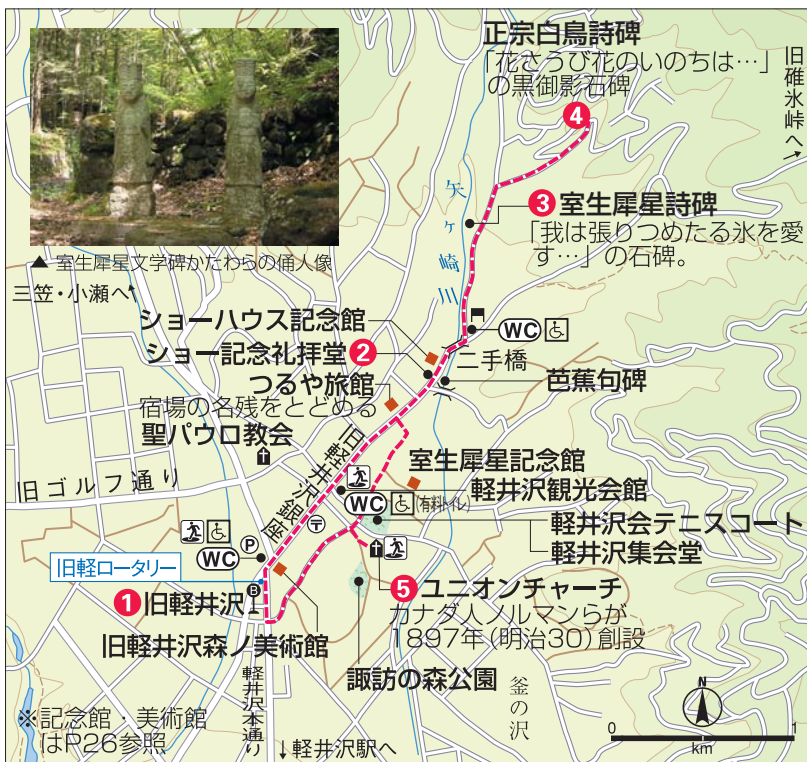 正宗白鳥詩碑
「花さうび花のいのちは…」
の黒御影石碑
旧碓氷峠へ
4
矢ヶ崎川
3 室生犀星詩碑
「我は張りつめたる氷を愛
す…」の石碑。
▲ 室生犀星文学碑かたわらの俑人像
三笠・小瀬へ
ショーハウス記念館
WC
ショー記念礼拝堂 2
二手橋
つるや旅館
宿場の名残をとどめる
芭蕉句碑
聖パウロ教会
旧軽井沢銀座
室生犀星記念館
旧ゴルフ通り
軽井沢観光会館
WC (有料トイレ)
〒
軽井沢会テニスコート
軽井沢集会堂
P
WC
旧軽ロータリー
B
1 旧軽井沢
5 ユニオンチャーチ
カナダ人ノルマンらが
1897年(明治30)創設
旧軽井沢森ノ美術館
諏訪の森公園
釜の沢
軽井沢本通り
※記念館・美術館
はP26参照
↓軽井沢駅へ
N
0 1
km